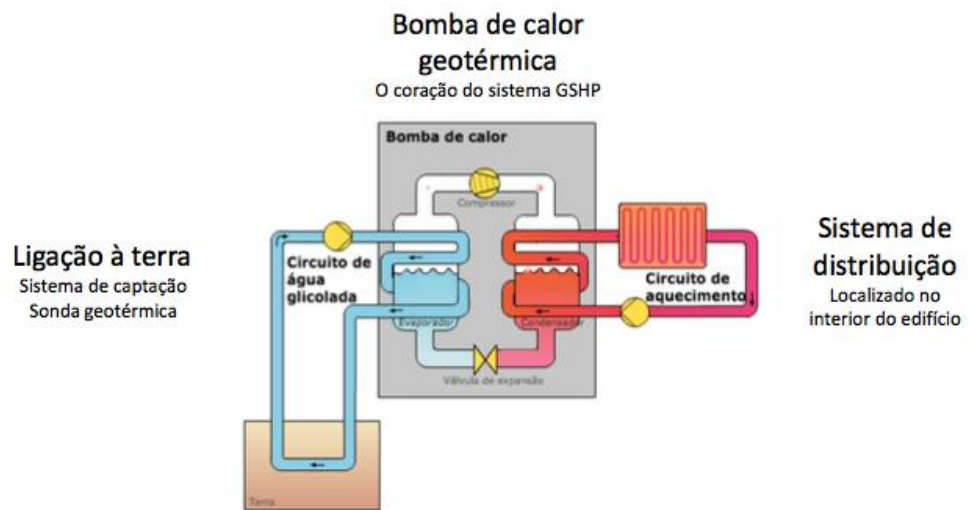 Bomba de calor
geotérmica
O coração do sistema GSHP
Bomba de calor
Compressor
Ligação à terra
Sistema de captação
Sonda geotérmica
Circuito de
água
glicolada
Evaporador
Condensador
Válvula de expansão
Circuito de
aquecimento
Sistema de
distribuição
Localizado no
interior do edifício
Terra